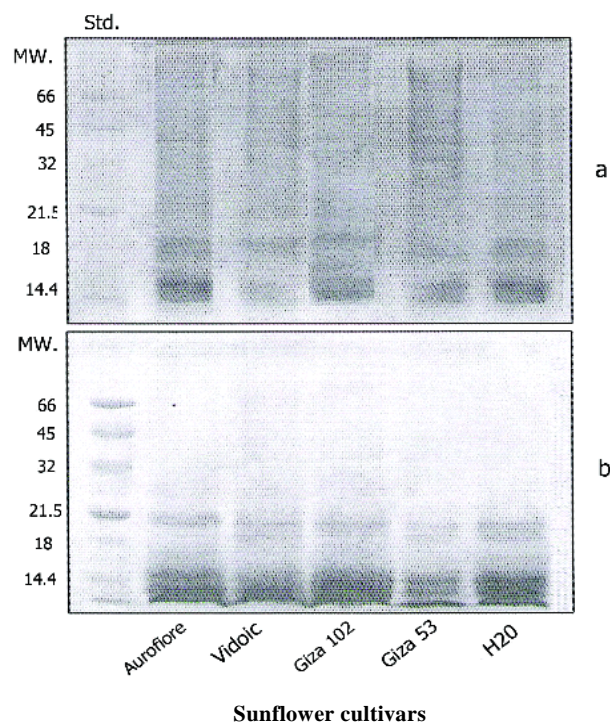 Std.
MW.
66
45
32
21.5
18
14.4
a
MW.
66
45
32
21.5
18
14.4
b
Aurofiore
Vidoic
Giza 102
Giza 53
H20
Sunflower cultivars